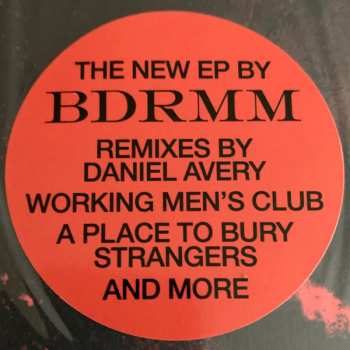 THE NEW EP BY
BDRMM
REMIXES BY
DANIEL AVERY
WORKING MEN'S CLUB
A PLACE TO BURY
STRANGERS
AND MORE